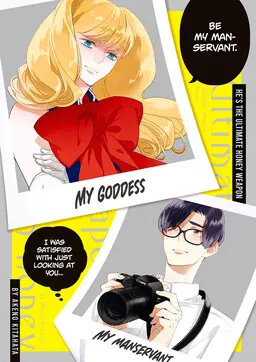 BE
MY MAN-
SERVANT.
HE'S THE ULTIMATE HONEY WEAPON
MY GODDESS
I WAS
SATISFIED
WITH JUST
LOOKING AT
YOU...
MY MANSERVANT
BY AKENO KITAHATA